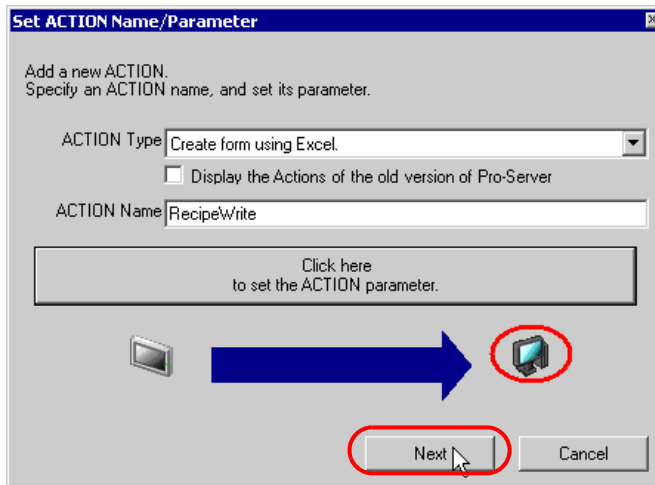 Set ACTION Name/Parameter
Add a new ACTION.
Specify an ACTION name, and set its parameter.
ACTION Type Create form using Excel.
Display the Actions of the old version of Pro-Server
ACTION Name RecipeWrite
Click here
to set the ACTION parameter.
Next Cancel